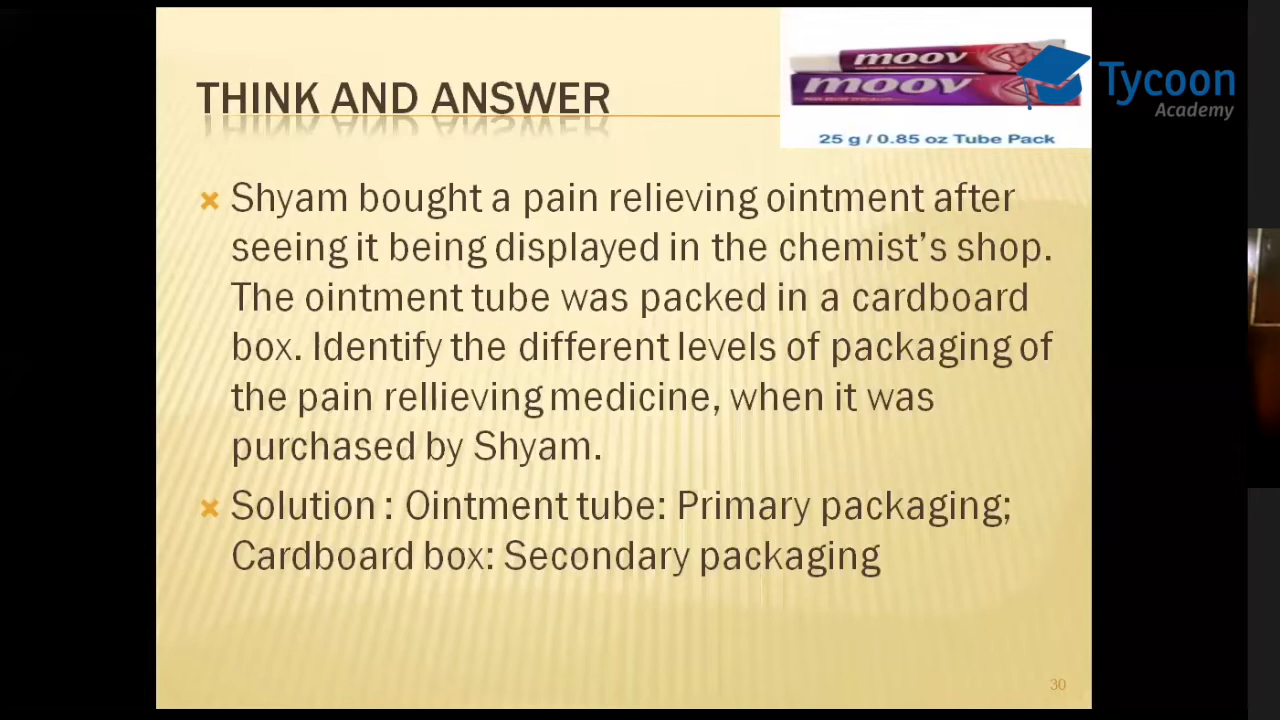 THINK AND ANSWER
moov
moov
25 g / 0.85 oz Tube Pack
Tycoon
Academy
Shyam bought a pain relieving ointment after
seeing it being displayed in the chemist's shop.
The ointment tube was packed in a cardboard
box. Identify the different levels of packaging of
the pain rellieving medicine, when it was
purchased by Shyam.
Solution : Ointment tube: Primary packaging;
Cardboard box: Secondary packaging
30